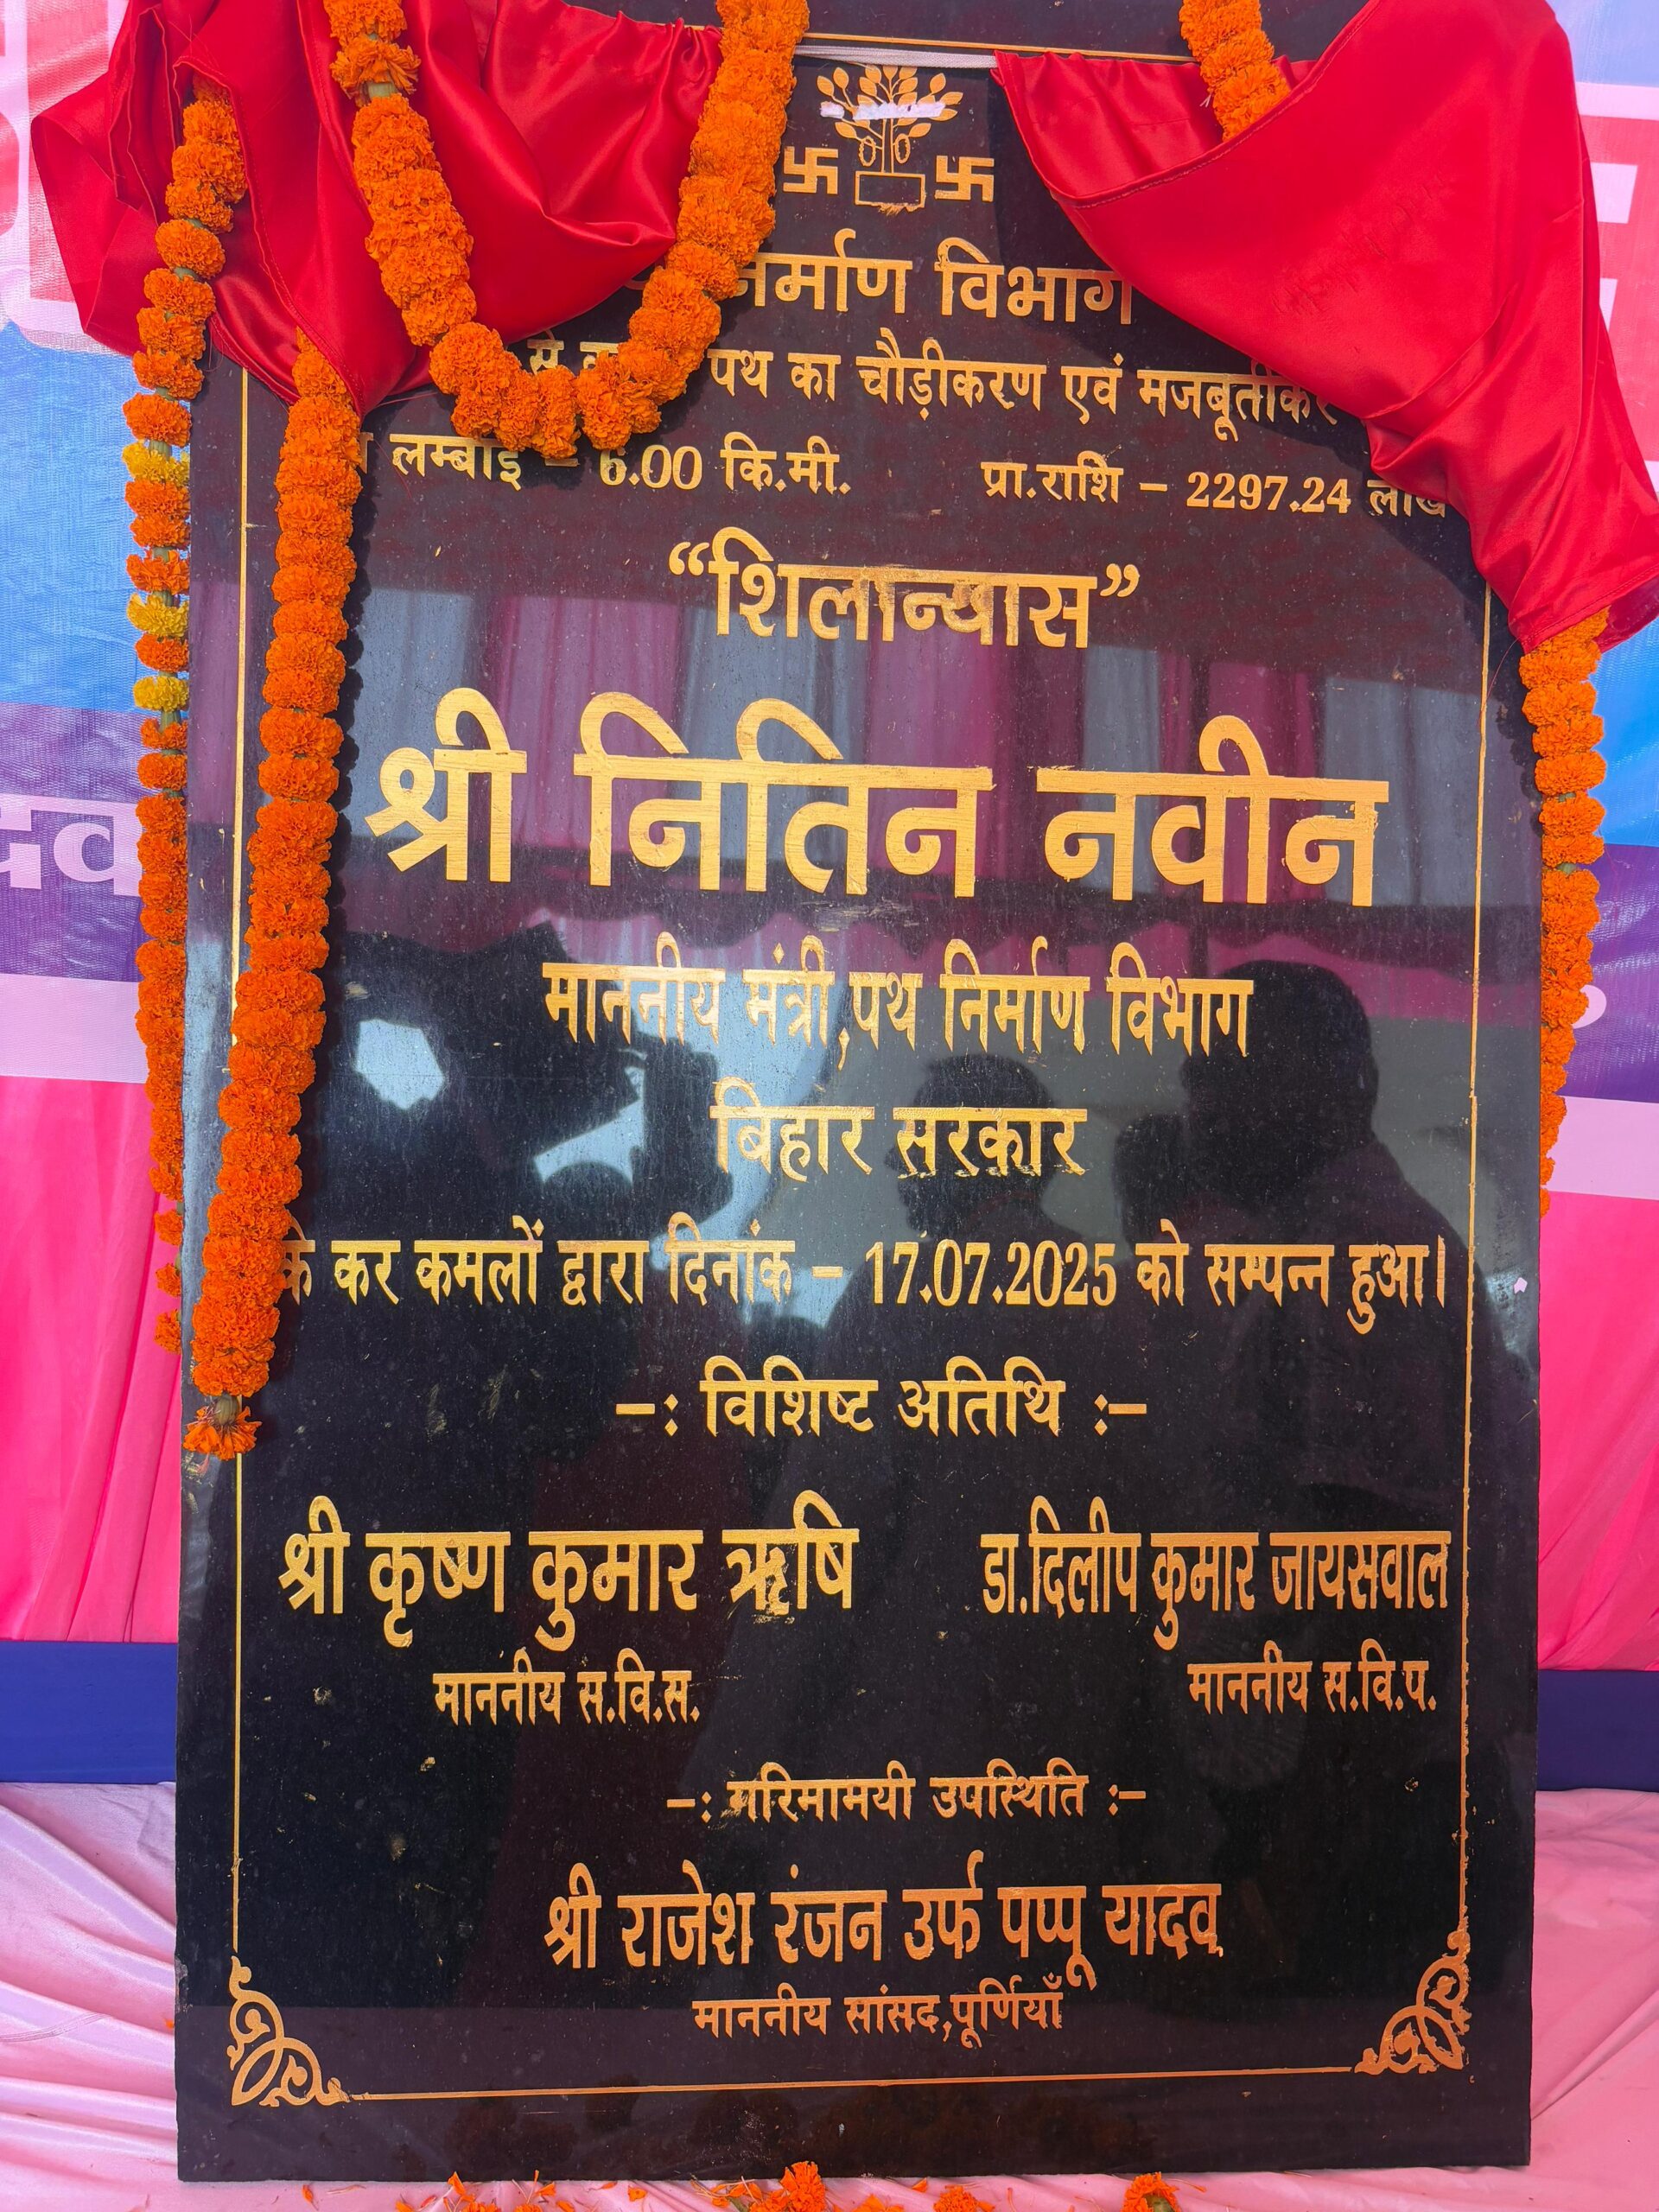 निर्माण विभाग
से पथ का चौड़ीकरण एवं
लम्बाई – 6.00 कि.मी. प्रा.राशि – 2297.24 लाख
“शिलान्यास”
श्री नितिन नवीन
माननीय मंत्री,पथ निर्माण विभाग
बिहार सरकार
के कर कमलों द्वारा दिनांक – 17.07.2025 को सम्पन्न हुआ।
–: विशिष्ट अतिथि :–
श्री कृष्ण कुमार ऋषि डा.दिलीप कुमार जायसवाल
माननीय स.वि.स. माननीय स.वि.प.
–: गरिमामयी उपस्थिति :–
श्री राजेश रंजन उर्फ पप्पू यादव
माननीय सांसद,पूर्णियाँ